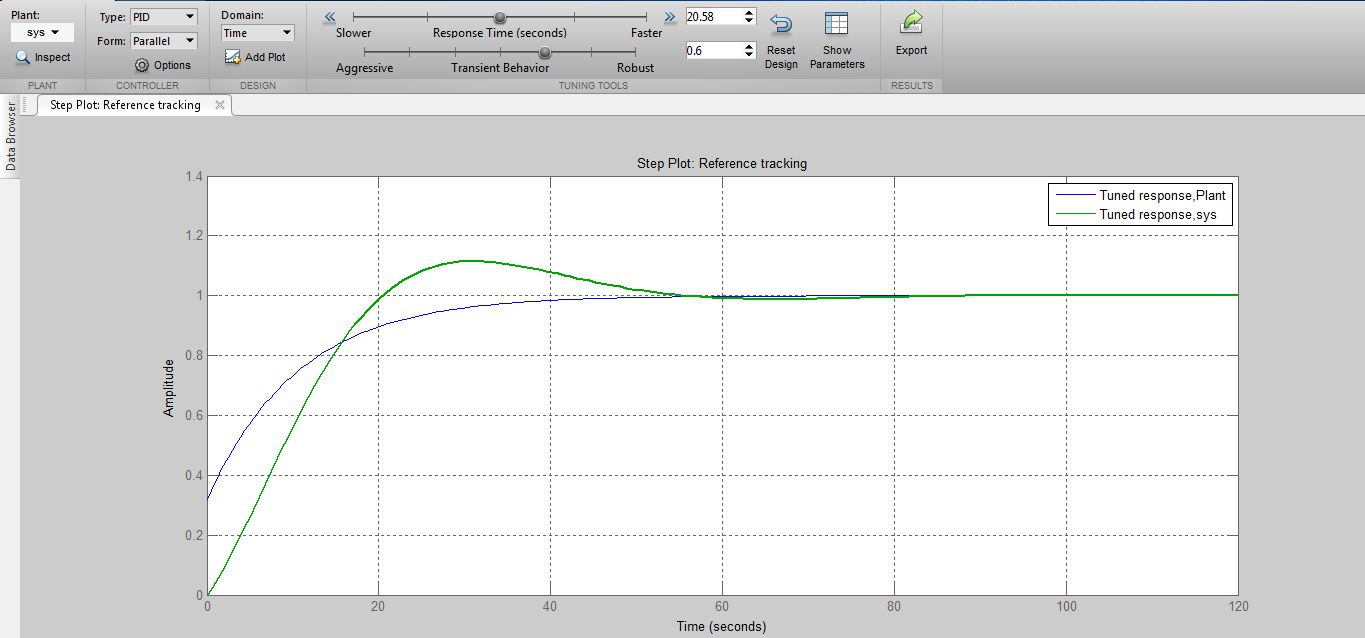 Plant:
sys
Inspect
PLANT
Type: PID
Form: Parallel
Options
CONTROLLER
Domain:
Time
Add Plot
DESIGN
Slower Response Time (seconds) Faster
20.58
Aggressive Transient Behavior Robust
0.6
Reset Design
Show Parameters
TUNING TOOLS
Export
RESULTS
Data Browser
Step Plot: Reference tracking
Step Plot: Reference tracking
Tuned response,Plant
Tuned response,sys
Amplitude
1.4
1.2
1
0.8
0.6
0.4
0.2
0
0 20 40 60 80 100 120
Time (seconds)